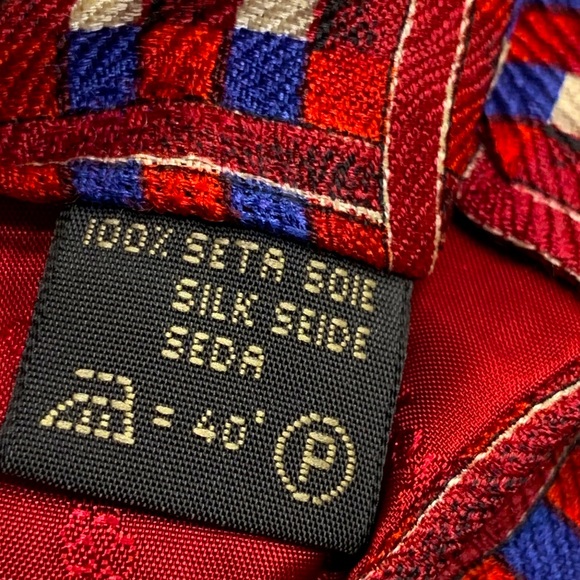 100% SETA SOIE
SILK SEIDE
SEDA
= 40' P